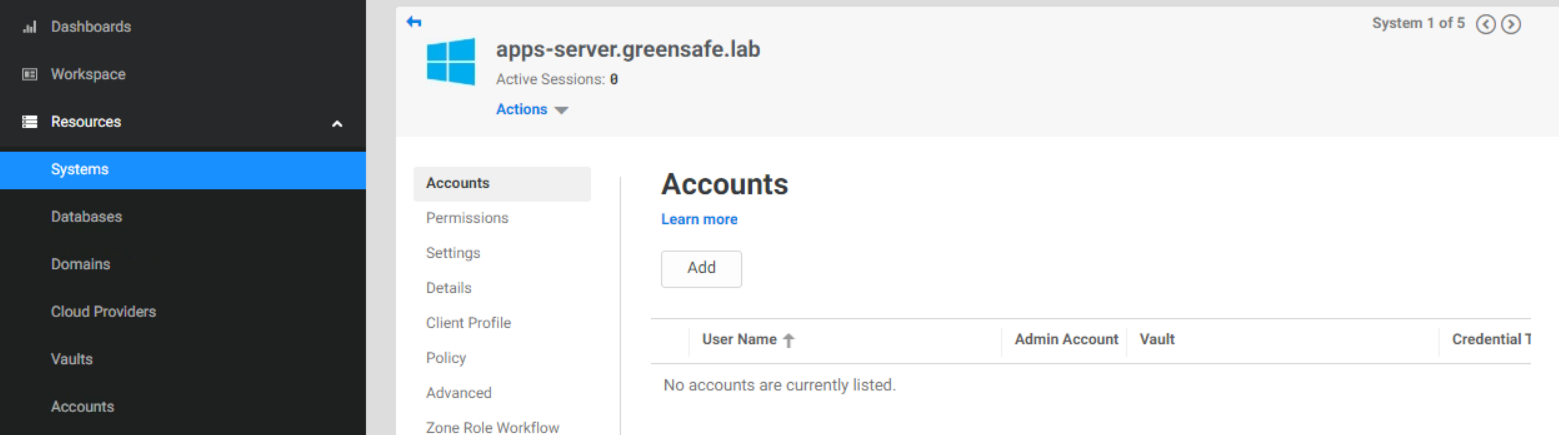 Dashboards
Workspace
Resources
Systems
Databases
Domains
Cloud Providers
Vaults
Accounts
System 1 of 5
apps-server.greensafe.lab
Active Sessions: 0
Actions
Accounts
Permissions
Settings
Details
Client Profile
Policy
Advanced
Zone Role Workflow
Accounts
Learn more
Add
User Name Admin Account Vault Credential T
No accounts are currently listed.